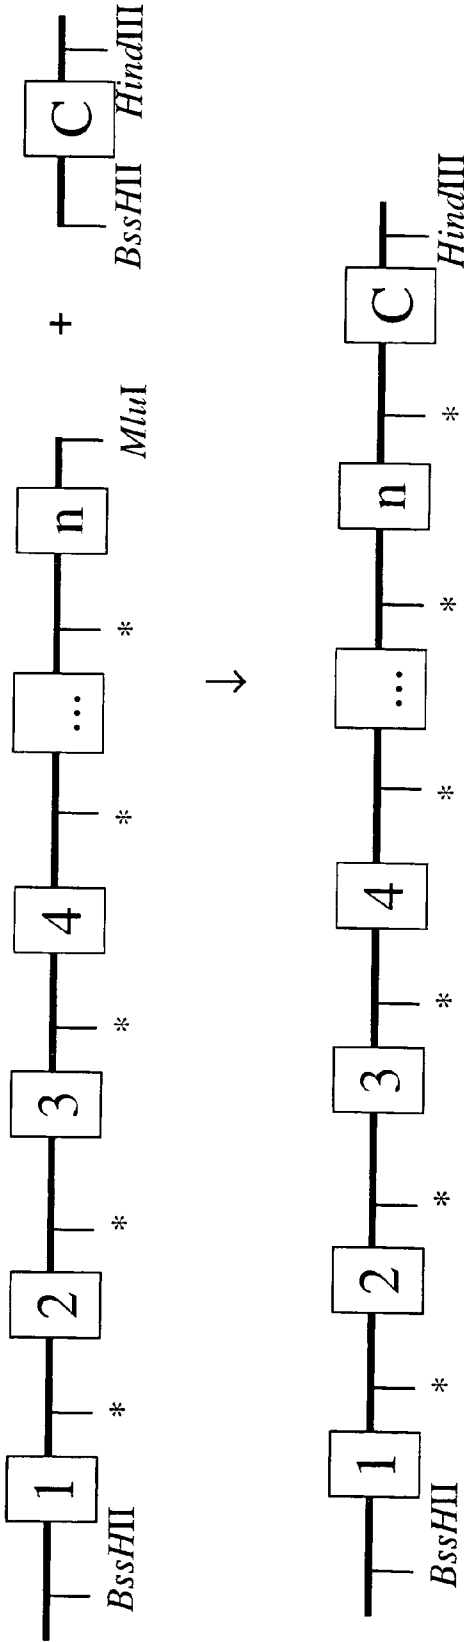 1 2 3 4 ... n + C
BssHII * * * * * MluI BssHII HindIII
↓
1 2 3 4 ... n C
BssHII * * * * * * HindIII